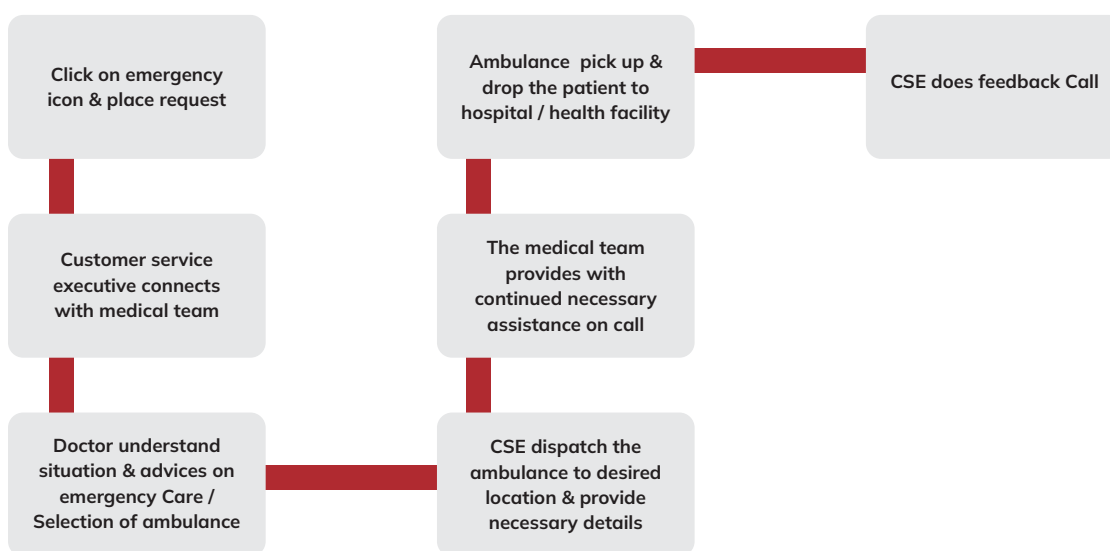 Click on emergency
icon & place request
Customer service
executive connects
with medical team
Doctor understand
situation & advices on
emergency Care /
Selection of ambulance
CSE dispatch the
ambulance to desired
location & provide
necessary details
The medical team
provides with
continued necessary
assistance on call
Ambulance pick up &
drop the patient to
hospital / health facility
CSE does feedback Call